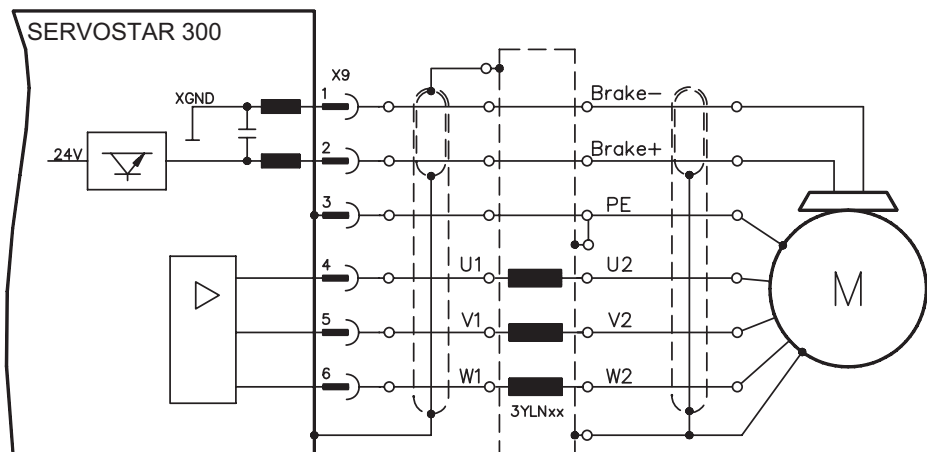 SERVOSTAR 300
X9
XGND
1
Brake-
24V
2
Brake+
3
PE
4
U1
U2
M
5
V1
V2
6
W1
W2
3YLNxx